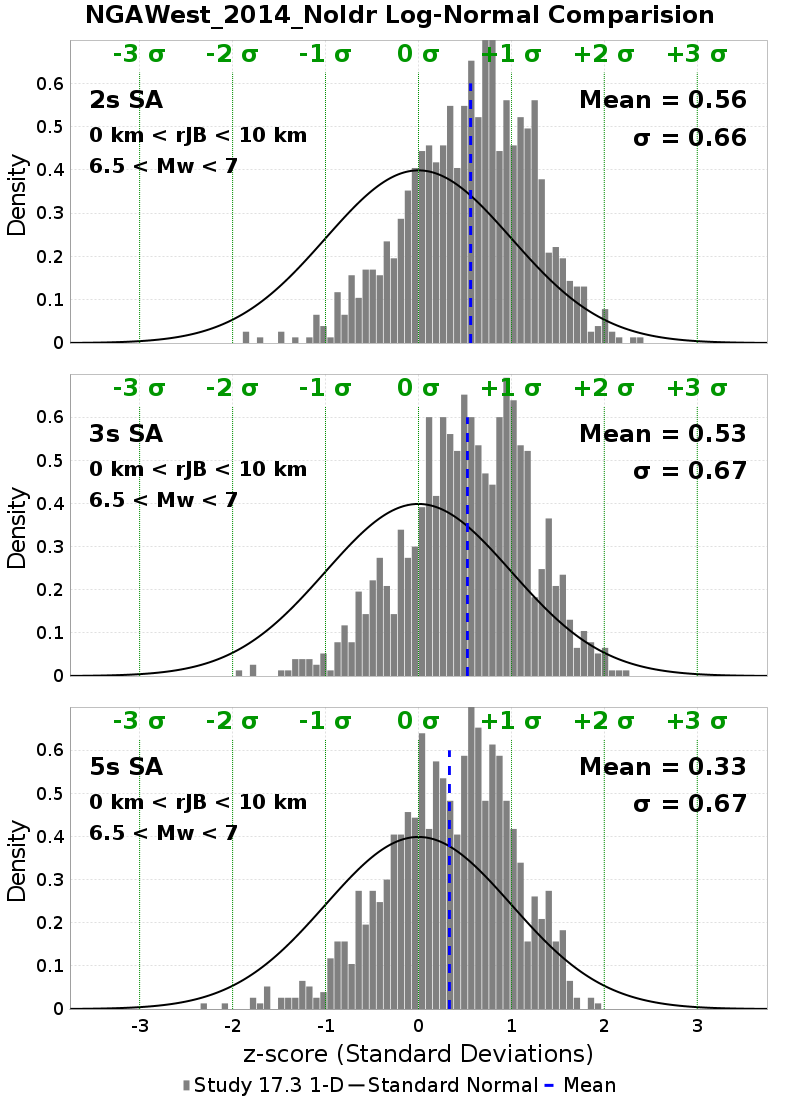 NGAWest_2014_NoIdr Log-Normal Comparision
-3 σ -2 σ -1 σ 0 σ +1 σ +2 σ +3 σ
2s SA
0 km < rJB < 10 km
6.5 < Mw < 7
Mean = 0.56
σ = 0.66
0.6
0.5
0.4
0.3
0.2
0.1
0
Density
-3 σ -2 σ -1 σ 0 σ +1 σ +2 σ +3 σ
3s SA
0 km < rJB < 10 km
6.5 < Mw < 7
Mean = 0.53
σ = 0.67
0.6
0.5
0.4
0.3
0.2
0.1
0
Density
-3 σ -2 σ -1 σ 0 σ +1 σ +2 σ +3 σ
5s SA
0 km < rJB < 10 km
6.5 < Mw < 7
Mean = 0.33
σ = 0.67
0.6
0.5
0.4
0.3
0.2
0.1
0
Density
-3 -2 -1 0 1 2 3
z-score (Standard Deviations)
Study 17.3 1-D Standard Normal Mean